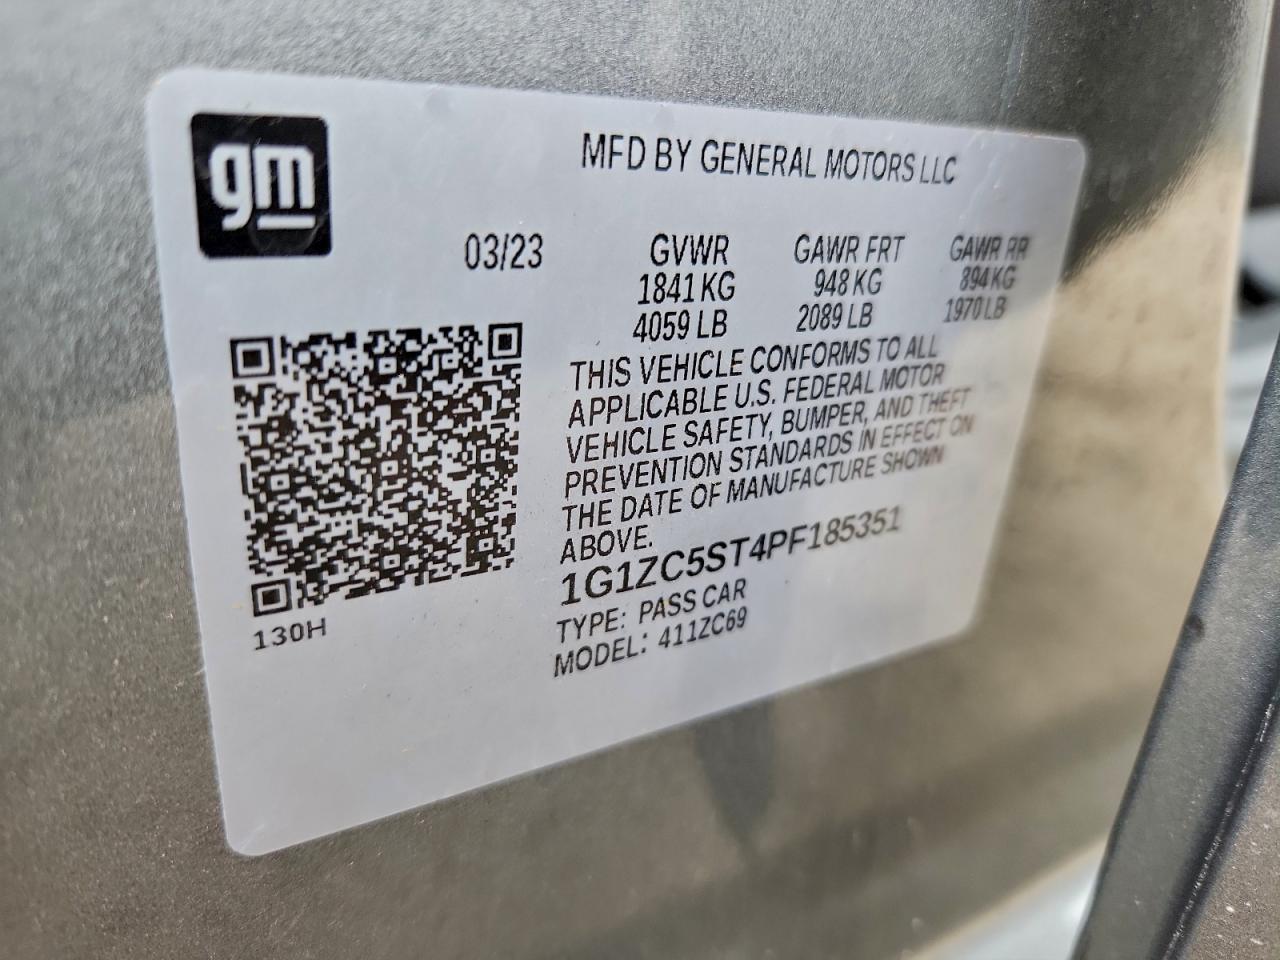 gm
MFD BY GENERAL MOTORS LLC
03/23 GVWR GAWR FRT GAWR RR
1841 KG 948 KG 894 KG
4059 LB 2089 LB 1970 LB
THIS VEHICLE CONFORMS TO ALL
APPLICABLE U.S. FEDERAL MOTOR
VEHICLE SAFETY, BUMPER, AND THEFT
PREVENTION STANDARDS IN EFFECT ON
THE DATE OF MANUFACTURE SHOWN
ABOVE.
1G1ZC5ST4PF185351
TYPE: PASS CAR
MODEL: 411ZC69
130H